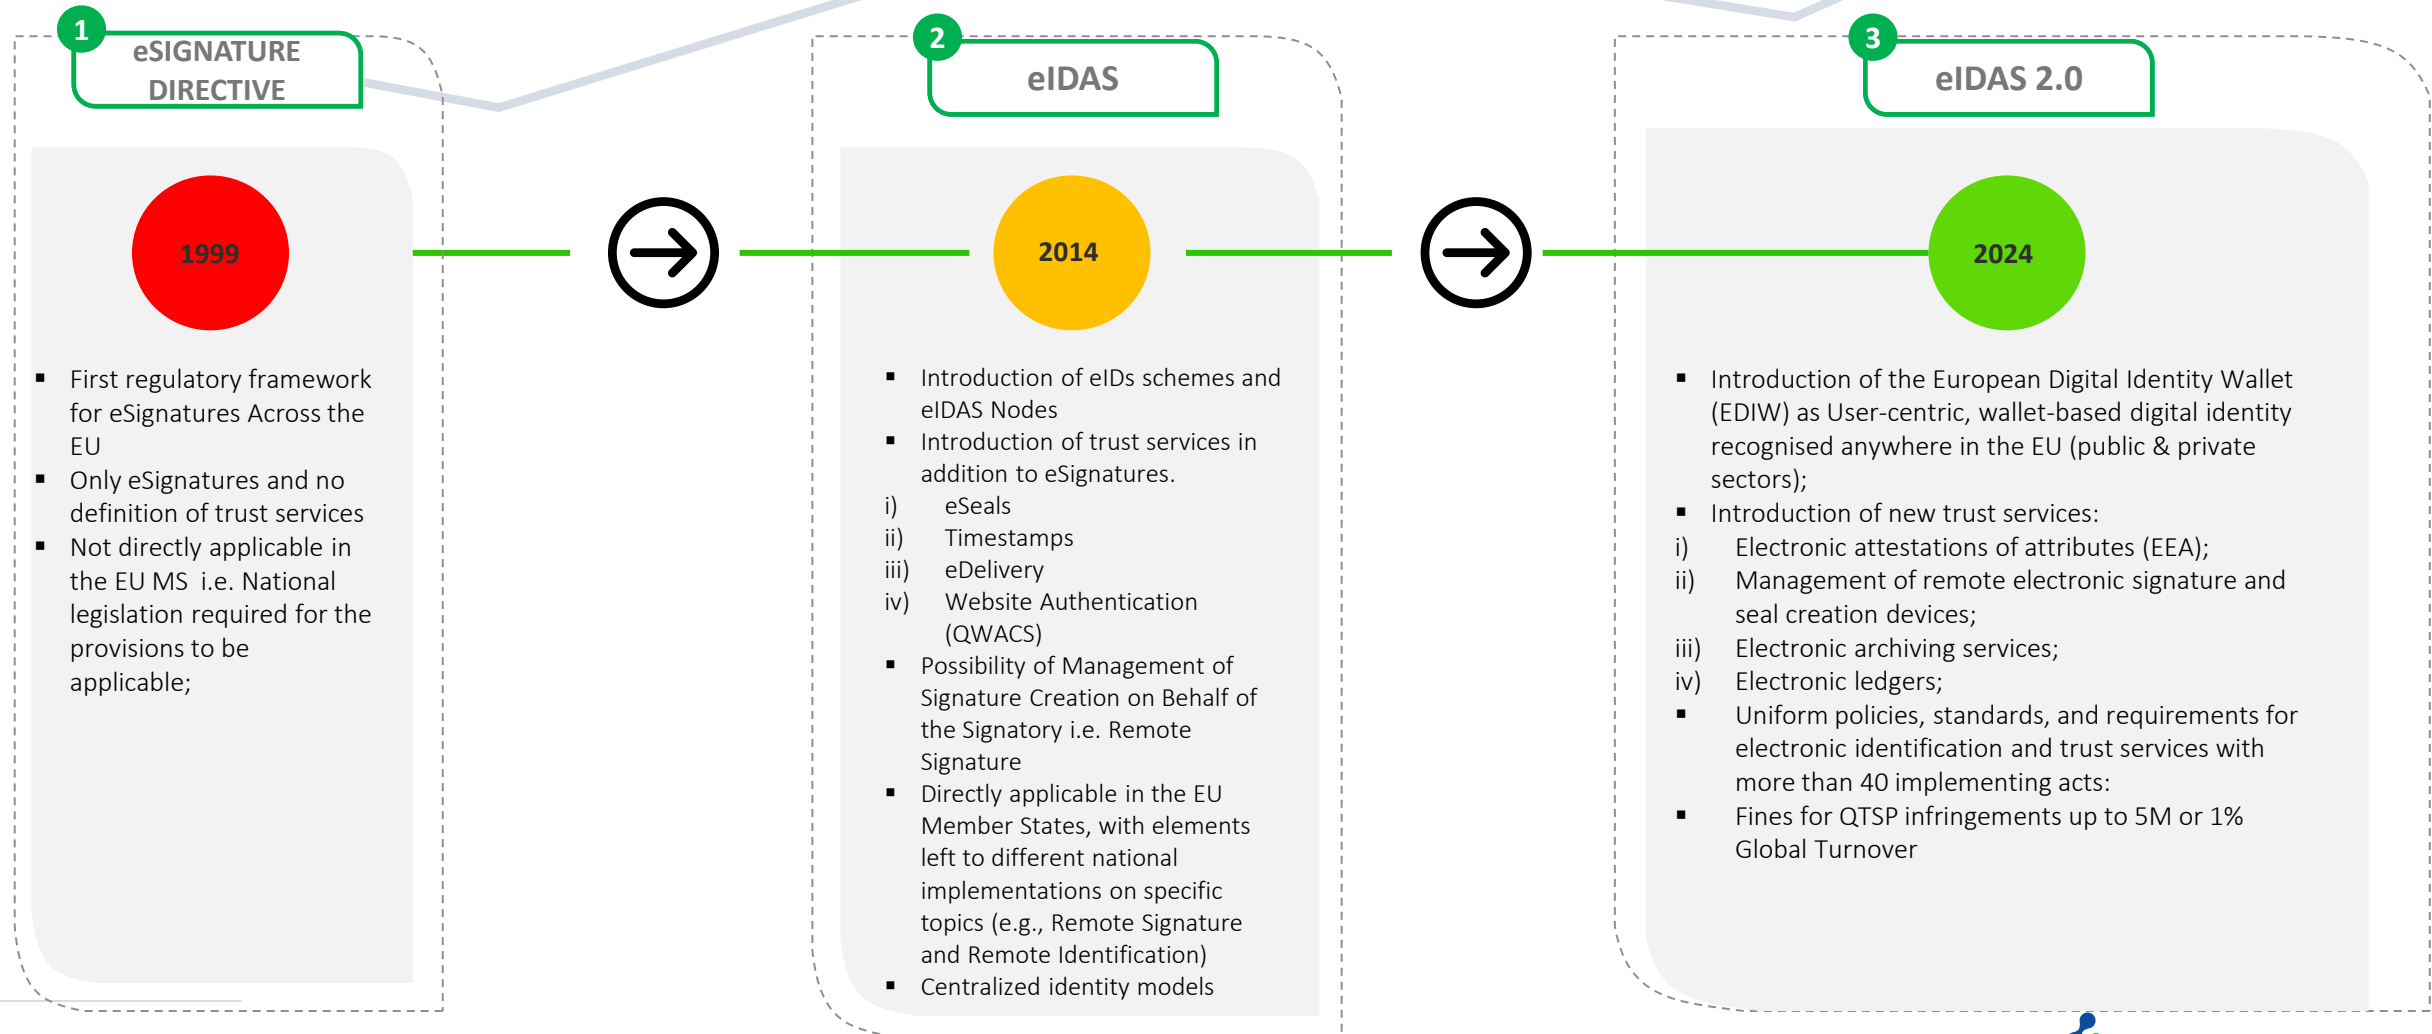 1
eSIGNATURE
DIRECTIVE
1999
▪ First regulatory framework
for eSignatures Across the
EU
▪ Only eSignatures and no
definition of trust services
▪ Not directly applicable in
the EU MS i.e. National
legislation required for the
provisions to be
applicable;
2
eIDAS
2014
▪ Introduction of eIDs schemes and
eIDAS Nodes
▪ Introduction of trust services in
addition to eSignatures.
i) eSeals
ii) Timestamps
iii) eDelivery
iv) Website Authentication
(QWACS)
▪ Possibility of Management of
Signature Creation on Behalf of
the Signatory i.e. Remote
Signature
▪ Directly applicable in the EU
Member States, with elements
left to different national
implementations on specific
topics (e.g., Remote Signature
and Remote Identification)
▪ Centralized identity models
3
eIDAS 2.0
2024
▪ Introduction of the European Digital Identity Wallet
(EDIW) as User-centric, wallet-based digital identity
recognised anywhere in the EU (public & private
sectors);
▪ Introduction of new trust services:
i) Electronic attestations of attributes (EEA);
ii) Management of remote electronic signature and
seal creation devices;
iii) Electronic archiving services;
iv) Electronic ledgers;
▪ Uniform policies, standards, and requirements for
electronic identification and trust services with
more than 40 implementing acts:
▪ Fines for QTSP infringements up to 5M or 1%
Global Turnover